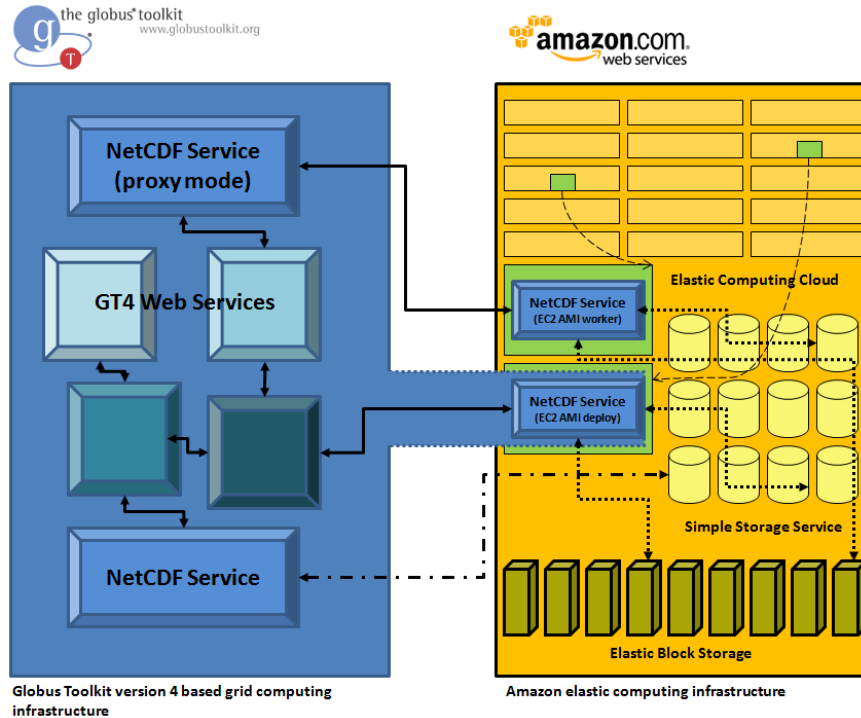 the globus® toolkit
www.globustoolkit.org
g
T
amazon.com®
web services
NetCDF Service
(proxy mode)
GT4 Web Services
NetCDF Service
Elastic Computing Cloud
NetCDF Service
(EC2 AMI worker)
NetCDF Service
(EC2 AMI deploy)
Simple Storage Service
Elastic Block Storage
Globus Toolkit version 4 based grid computing
infrastructure
Amazon elastic computing infrastructure